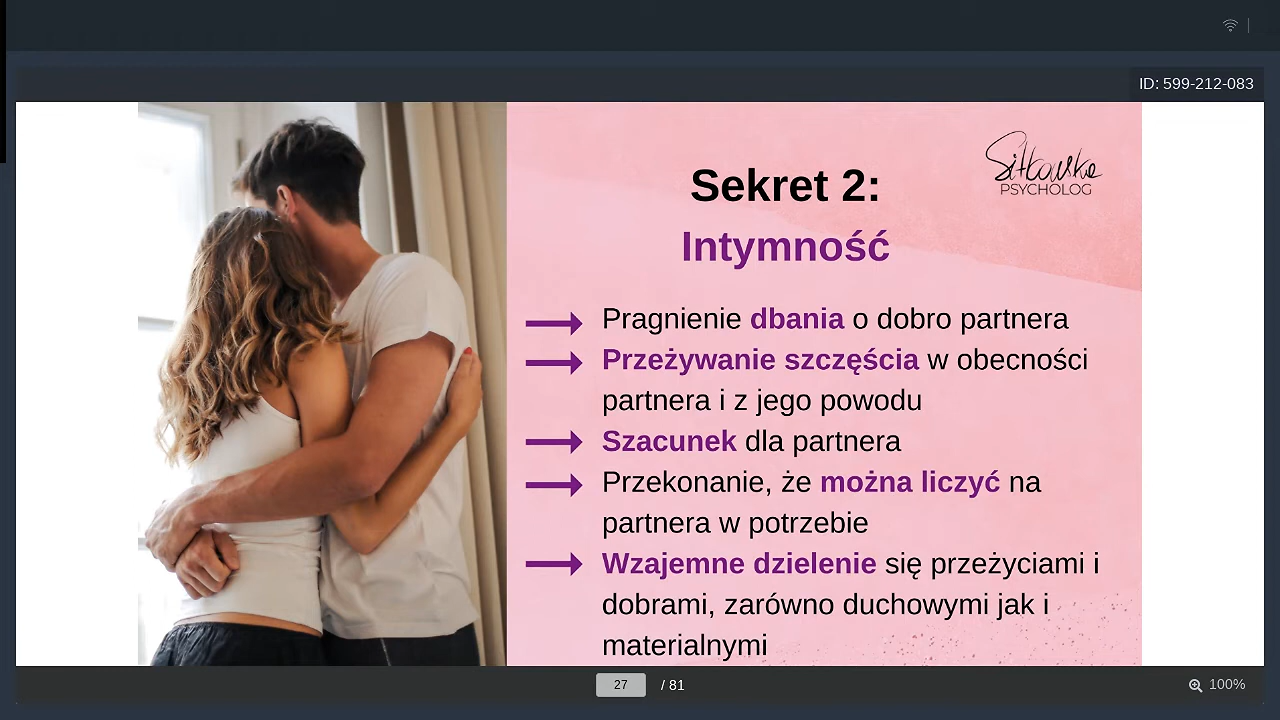 ID: 599-212-083
Siłowka
PSYCHOLOG
Sekret 2:
Intymność
Pragnienie dbania o dobro partnera
Przeżywanie szczęścia w obecności
partnera i z jego powodu
Szacunek dla partnera
Przekonanie, że można liczyć na
partnera w potrzebie
Wzajemne dzielenie się przeżyciami i
dobrami, zarówno duchowymi jak i
materialnymi
27 / 81
100%